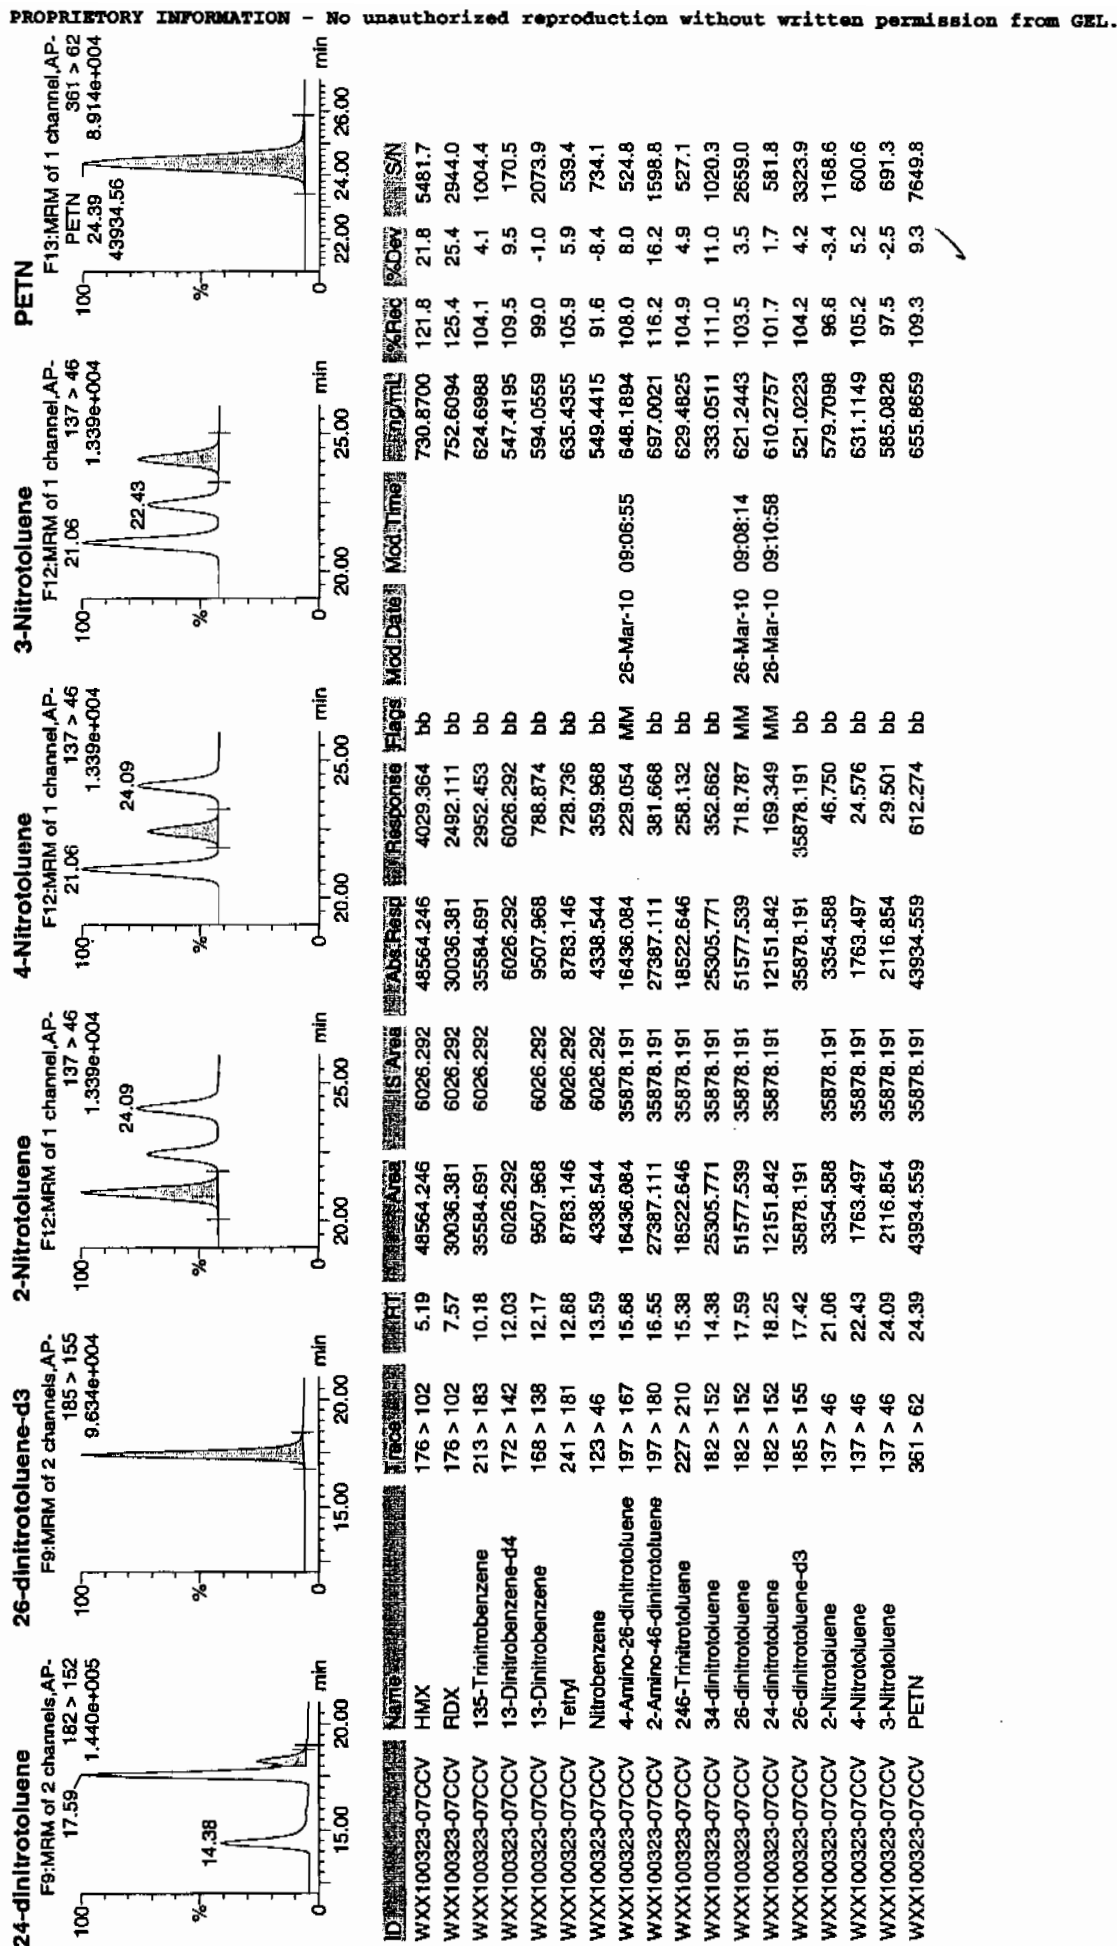 PROPRIETORY INFORMATION - No unauthorized reproduction without written permission from GEL.
24-dinitrotoluene
F9:MRM of 2 channels,AP-
182 > 152
1.440e+005
17.59
14.38
100
%
0
15.00 20.00 min
26-dinitrotoluene-d3
F9:MRM of 2 channels,AP-
185 > 155
9.634e+004
100
%
0
15.00 20.00 min
2-Nitrotoluene
F12:MRM of 1 channel,AP-
137 > 46
1.339e+004
24.09
100
%
0
20.00 25.00 min
4-Nitrotoluene
F12:MRM of 1 channel,AP-
21.06 137 > 46
1.339e+004
24.09
100
%
0
20.00 25.00 min
3-Nitrotoluene
F12:MRM of 1 channel,AP-
21.06 137 > 46
1.339e+004
22.43
100
%
0
20.00 25.00 min
PETN
F13:MRM of 1 channel,AP-
PETN 361 > 62
24.39 8.914e+004
43934.56
100
%
0
22.00 24.00 26.00 min
ID Name Trace RT Area IS Area Abs.Resp Response Flags Mod.Date Mod.Time ng/mL %Rec %Dev S/N
WXX100323-07CCV HMX 176 > 102 5.19 48564.246 6026.292 48564.246 4029.364 bb 730.8700 121.8 21.8 5481.7
WXX100323-07CCV RDX 176 > 102 7.57 30036.381 6026.292 30036.381 2492.111 bb 752.6094 125.4 25.4 2944.0
WXX100323-07CCV 135-Trinitrobenzene 213 > 183 10.18 35584.691 6026.292 35584.691 2952.453 bb 624.6988 104.1 4.1 1004.4
WXX100323-07CCV 13-Dinitrobenzene-d4 172 > 142 12.03 6026.292 6026.292 6026.292 bb 547.4195 109.5 9.5 170.5
WXX100323-07CCV 13-Dinitrobenzene 168 > 138 12.17 9507.968 6026.292 9507.968 788.874 bb 594.0559 99.0 -1.0 2073.9
WXX100323-07CCV Tetryl 241 > 181 12.68 8783.146 6026.292 8783.146 728.736 bb 635.4355 105.9 5.9 539.4
WXX100323-07CCV Nitrobenzene 123 > 46 13.59 4338.544 6026.292 4338.544 359.968 bb 549.4415 91.6 -8.4 734.1
WXX100323-07CCV 4-Amino-26-dinitrotoluene 197 > 167 15.68 16436.084 35878.191 16436.084 229.054 MM 26-Mar-10 09:06:55 648.1894 108.0 8.0 524.8
WXX100323-07CCV 2-Amino-46-dinitrotoluene 197 > 180 16.55 27387.111 35878.191 27387.111 381.668 bb 697.0021 116.2 16.2 1598.8
WXX100323-07CCV 246-Trinitrotoluene 227 > 210 15.38 18522.646 35878.191 18522.646 258.132 bb 629.4825 104.9 4.9 527.1
WXX100323-07CCV 34-dinitrotoluene 182 > 152 14.38 25305.771 35878.191 25305.771 352.662 bb 333.0511 111.0 11.0 1020.3
WXX100323-07CCV 26-dinitrotoluene 182 > 152 17.59 51577.539 35878.191 51577.539 718.787 MM 26-Mar-10 09:08:14 621.2443 103.5 3.5 2659.0
WXX100323-07CCV 24-dinitrotoluene 182 > 152 18.25 12151.842 35878.191 12151.842 169.349 MM 26-Mar-10 09:10:58 610.2757 101.7 1.7 581.8
WXX100323-07CCV 26-dinitrotoluene-d3 185 > 155 17.42 35878.191 35878.191 35878.191 bb 521.0223 104.2 4.2 3323.9
WXX100323-07CCV 2-Nitrotoluene 137 > 46 21.06 3354.588 35878.191 3354.588 46.750 bb 579.7098 96.6 -3.4 1168.6
WXX100323-07CCV 4-Nitrotoluene 137 > 46 22.43 1763.497 35878.191 1763.497 24.576 bb 631.1149 105.2 5.2 600.6
WXX100323-07CCV 3-Nitrotoluene 137 > 46 24.09 2116.854 35878.191 2116.854 29.501 bb 585.0828 97.5 -2.5 691.3
WXX100323-07CCV PETN 361 > 62 24.39 43934.559 35878.191 43934.559 612.274 bb 655.8659 109.3 9.3 7649.8